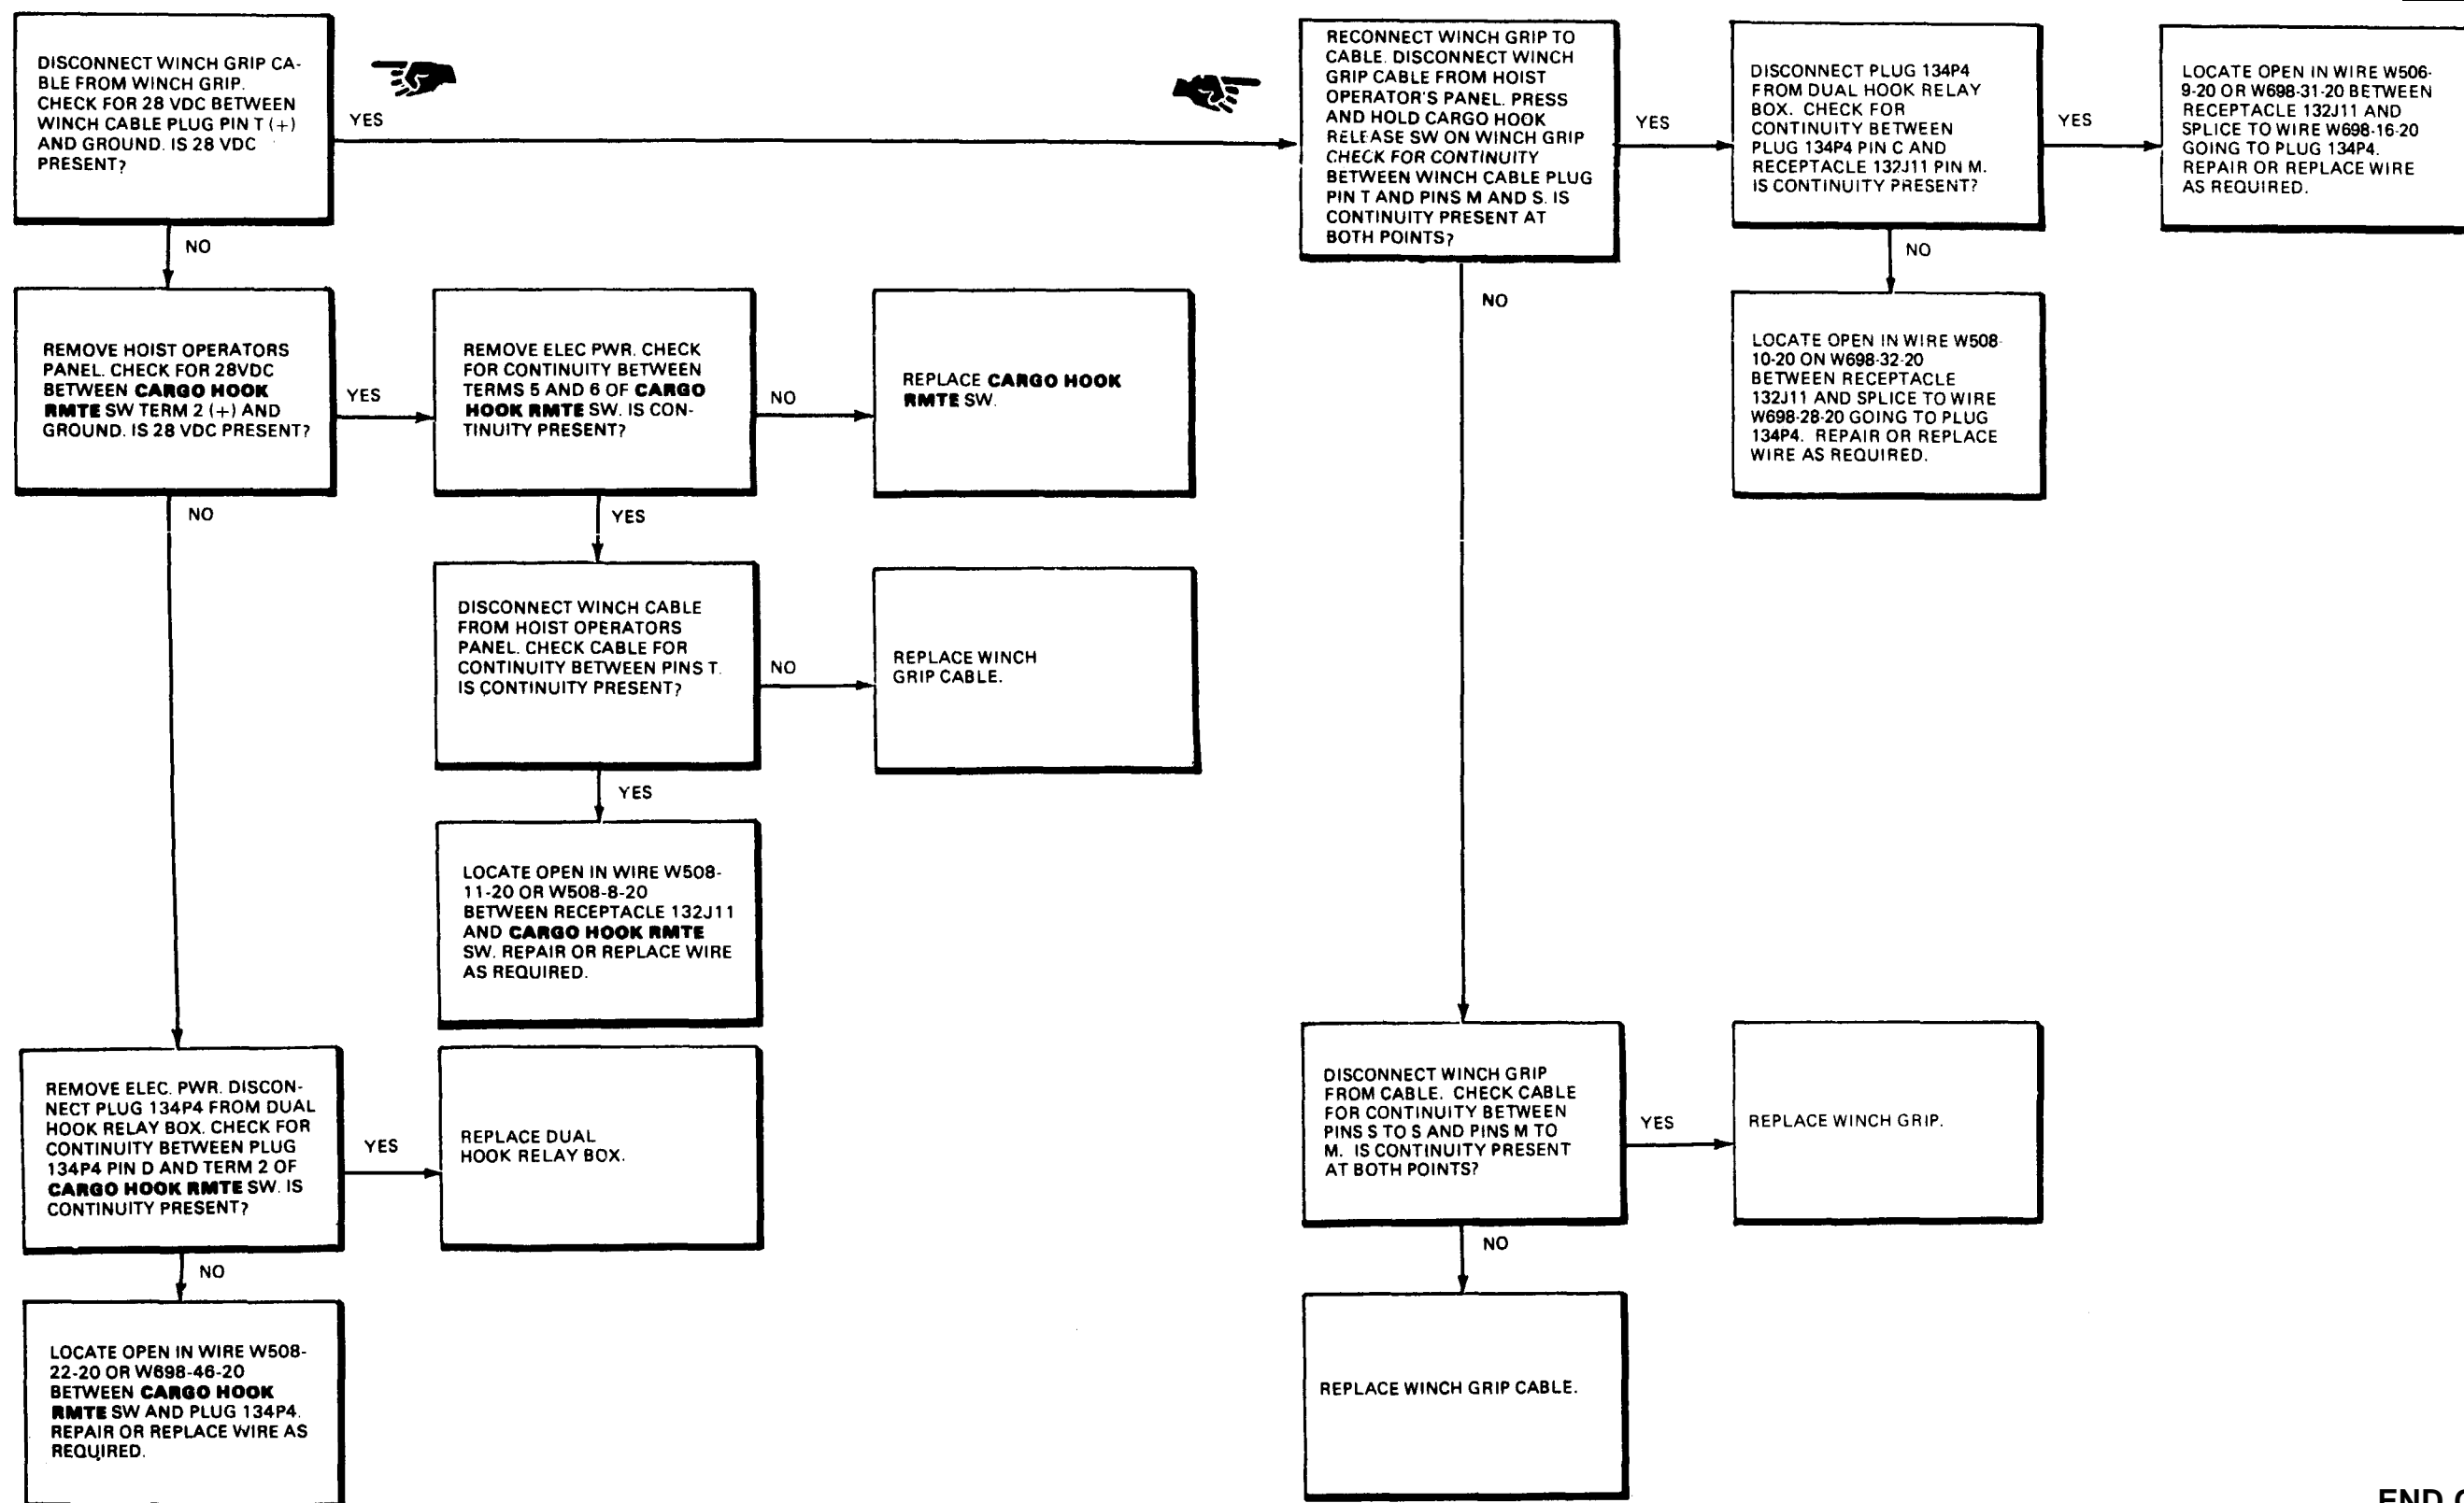 DISCONNECT WINCH GRIP CA-
BLE FROM WINCH GRIP.
CHECK FOR 28 VDC BETWEEN
WINCH CABLE PLUG PIN T (+)
AND GROUND. IS 28 VDC
PRESENT?
YES
RECONNECT WINCH GRIP TO
CABLE. DISCONNECT WINCH
GRIP CABLE FROM HOIST
OPERATOR'S PANEL. PRESS
AND HOLD CARGO HOOK
RELEASE SW ON WINCH GRIP
CHECK FOR CONTINUITY
BETWEEN WINCH CABLE PLUG
PIN T AND PINS M AND S. IS
CONTINUITY PRESENT AT
BOTH POINTS?
YES
DISCONNECT PLUG 134P4
FROM DUAL HOOK RELAY
BOX. CHECK FOR
CONTINUITY BETWEEN
PLUG 134P4 PIN C AND
RECEPTACLE 132J11 PIN M.
IS CONTINUITY PRESENT?
YES
LOCATE OPEN IN WIRE W506-
9-20 OR W698-31-20 BETWEEN
RECEPTACLE 132J11 AND
SPLICE TO WIRE W698-16-20
GOING TO PLUG 134P4.
REPAIR OR REPLACE WIRE
AS REQUIRED.
NO
NO
NO
REMOVE HOIST OPERATORS
PANEL. CHECK FOR 28VDC
BETWEEN CARGO HOOK
RMTE SW TERM 2 (+) AND
GROUND. IS 28 VDC PRESENT?
YES
REMOVE ELEC PWR. CHECK
FOR CONTINUITY BETWEEN
TERMS 5 AND 6 OF CARGO
HOOK RMTE SW. IS CON-
TINUITY PRESENT?
NO
REPLACE CARGO HOOK
RMTE SW.
LOCATE OPEN IN WIRE W508-
10-20 ON W698-32-20
BETWEEN RECEPTACLE
132J11 AND SPLICE TO WIRE
W698-28-20 GOING TO PLUG
134P4. REPAIR OR REPLACE
WIRE AS REQUIRED.
NO
YES
DISCONNECT WINCH CABLE
FROM HOIST OPERATORS
PANEL. CHECK CABLE FOR
CONTINUITY BETWEEN PINS T.
IS CONTINUITY PRESENT?
NO
REPLACE WINCH
GRIP CABLE.
YES
LOCATE OPEN IN WIRE W508-
11-20 OR W508-8-20
BETWEEN RECEPTACLE 132J11
AND CARGO HOOK RMTE
SW. REPAIR OR REPLACE WIRE
AS REQUIRED.
REMOVE ELEC. PWR. DISCON-
NECT PLUG 134P4 FROM DUAL
HOOK RELAY BOX. CHECK FOR
CONTINUITY BETWEEN PLUG
134P4 PIN D AND TERM 2 OF
CARGO HOOK RMTE SW. IS
CONTINUITY PRESENT?
YES
REPLACE DUAL
HOOK RELAY BOX.
DISCONNECT WINCH GRIP
FROM CABLE. CHECK CABLE
FOR CONTINUITY BETWEEN
PINS S TO S AND PINS M TO
M. IS CONTINUITY PRESENT
AT BOTH POINTS?
YES
REPLACE WINCH GRIP.
NO
NO
LOCATE OPEN IN WIRE W508-
22-20 OR W698-46-20
BETWEEN CARGO HOOK
RMTE SW AND PLUG 134P4.
REPAIR OR REPLACE WIRE AS
REQUIRED.
REPLACE WINCH GRIP CABLE.
END